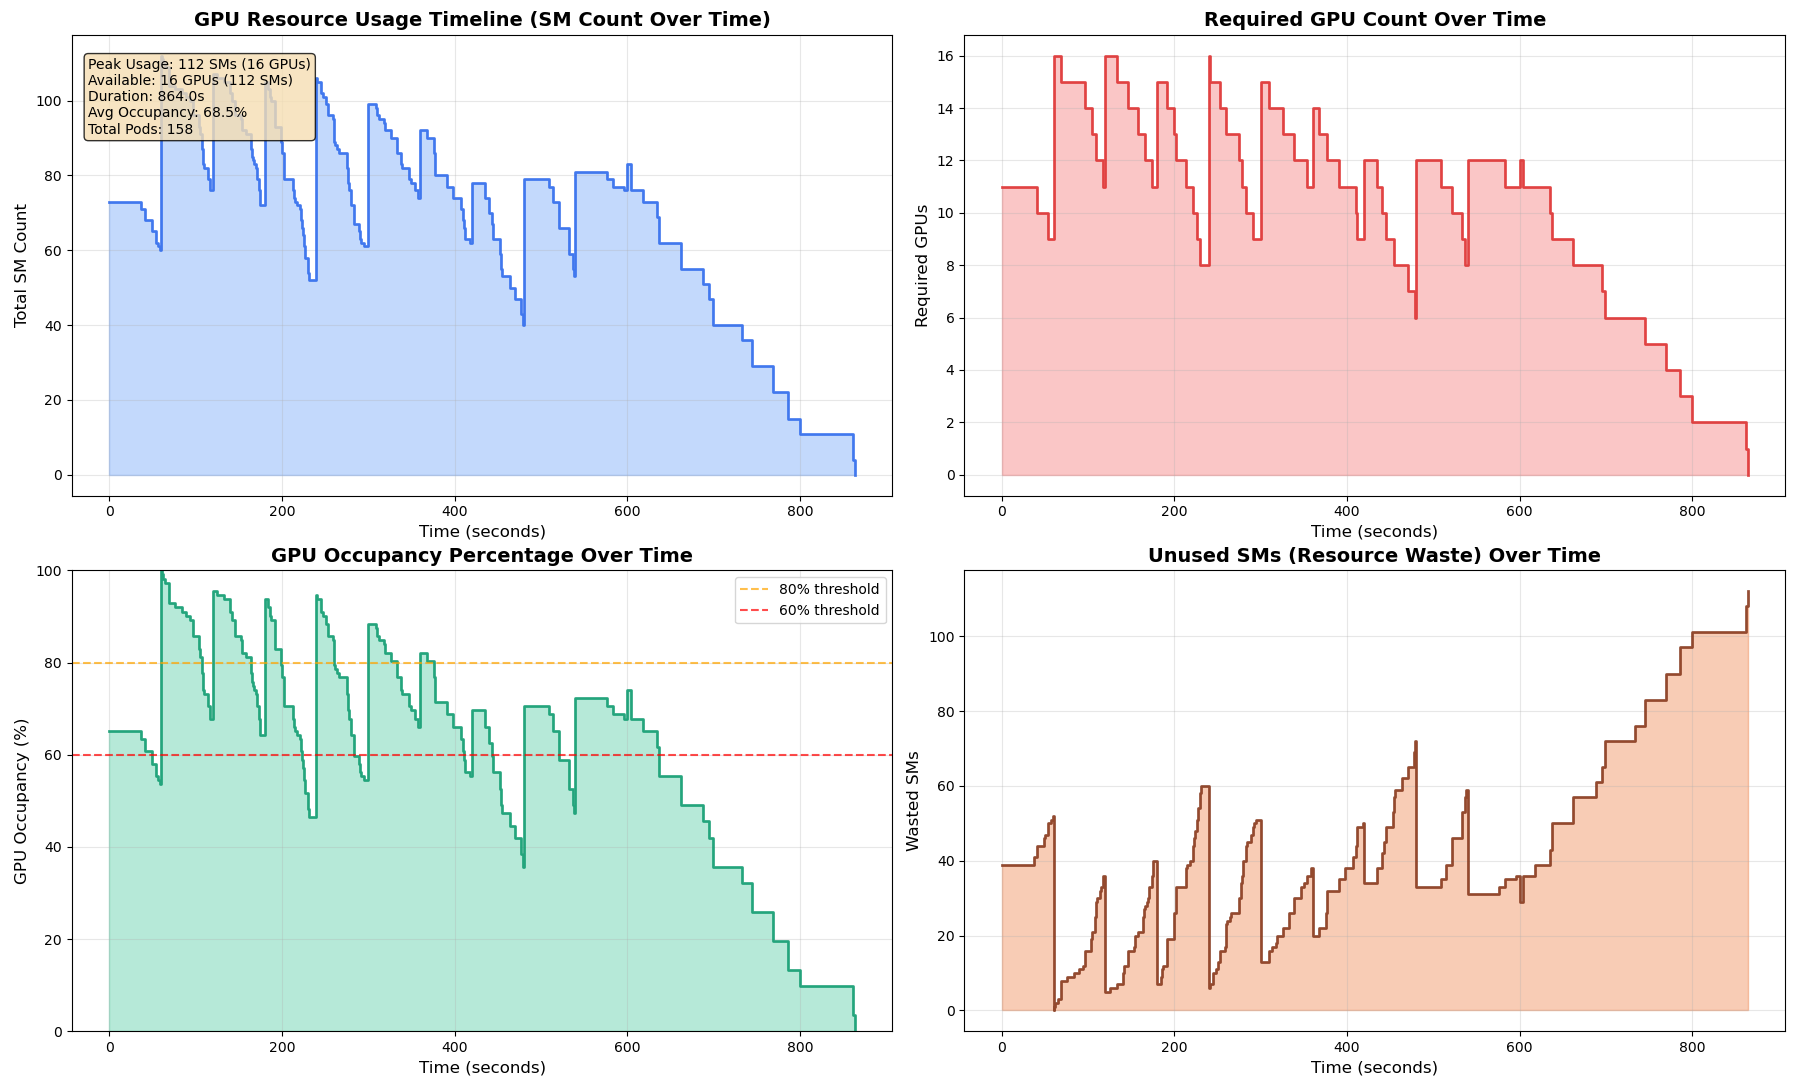 GPU Resource Usage Timeline (SM Count Over Time)
Peak Usage: 112 SMs (16 GPUs)
Available: 16 GPUs (112 SMs)
Duration: 864.0s
Avg Occupancy: 68.5%
Total Pods: 158
Total SM Count
100
80
60
40
20
0
0 200 400 600 800
Time (seconds)
Required GPU Count Over Time
Required GPUs
16
14
12
10
8
6
4
2
0
0 200 400 600 800
Time (seconds)
GPU Occupancy Percentage Over Time
80% threshold
60% threshold
GPU Occupancy (%)
100
80
60
40
20
0
0 200 400 600 800
Time (seconds)
Unused SMs (Resource Waste) Over Time
Wasted SMs
100
80
60
40
20
0
0 200 400 600 800
Time (seconds)